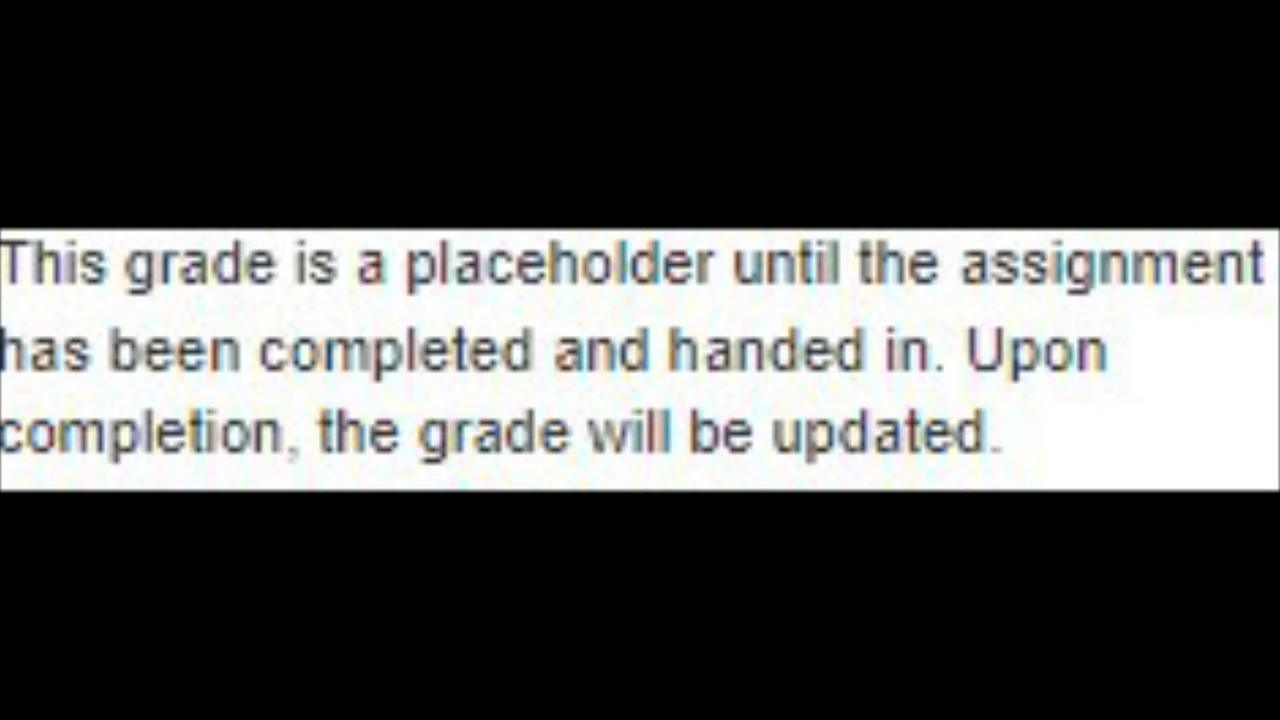 This grade is a placeholder until the assignment
has been completed and handed in. Upon
completion, the grade will be updated.